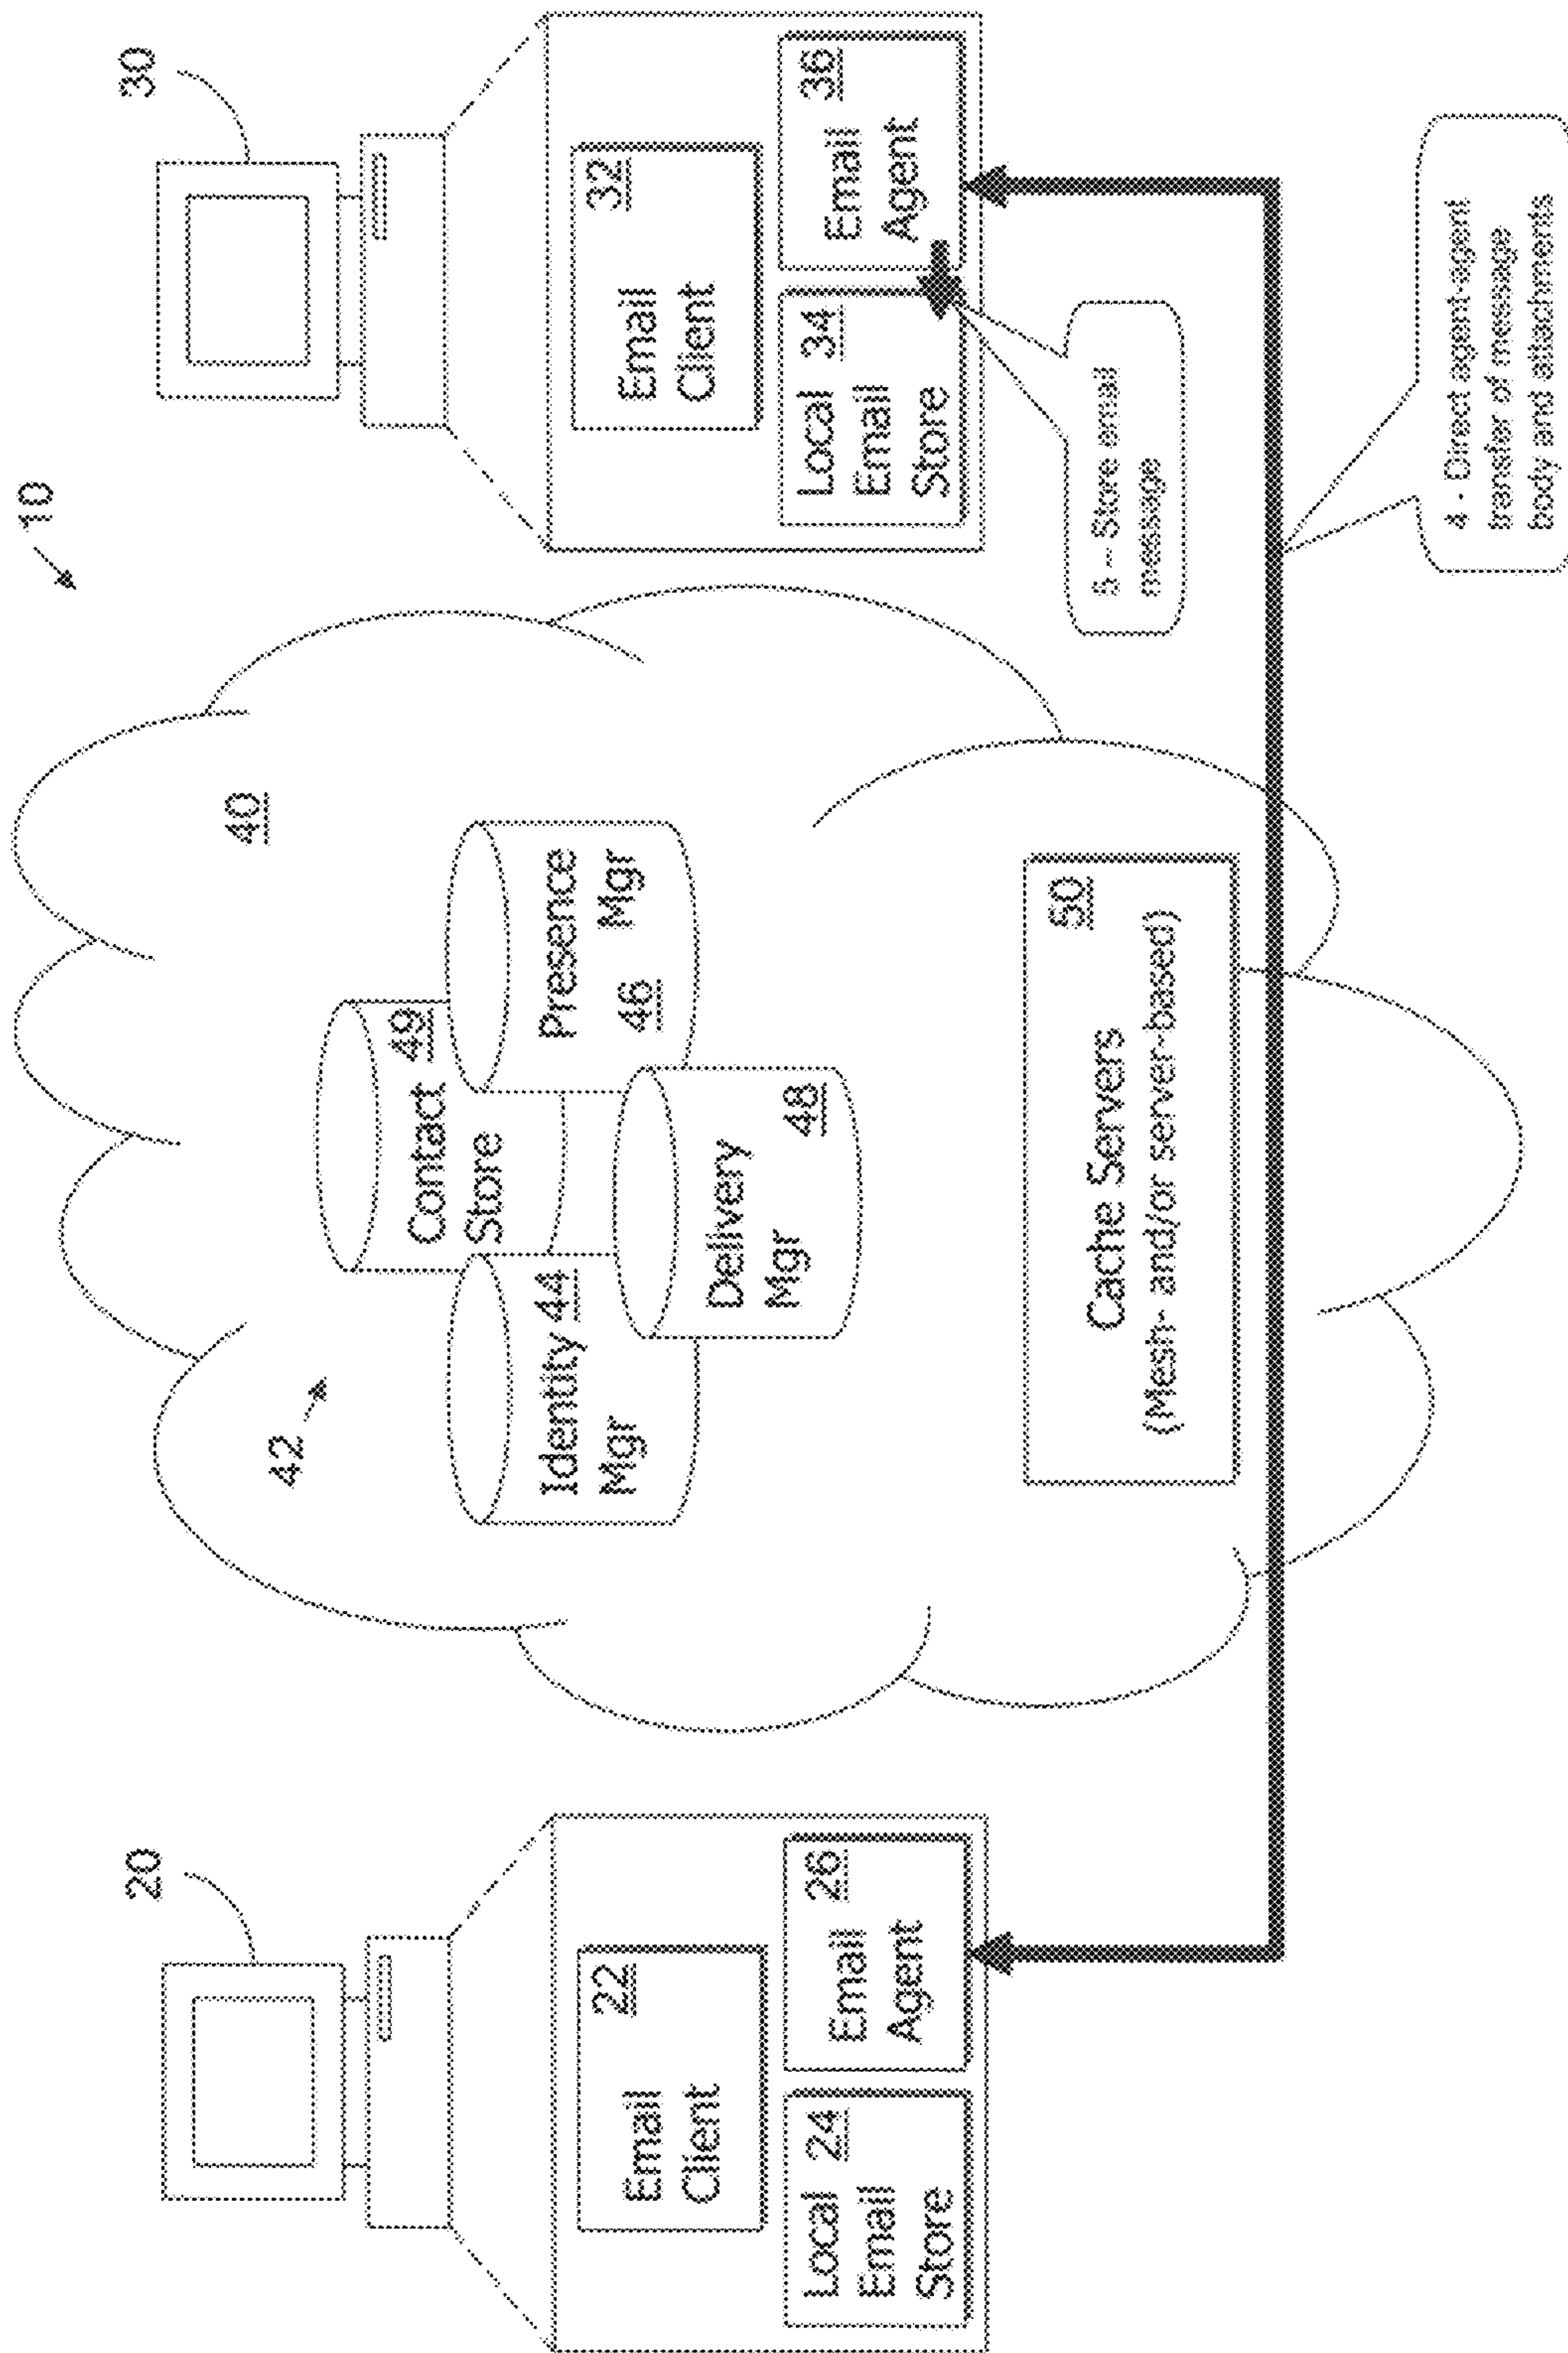 10
20
Email
Client
22
Local
Email
Store
24
Email
Agent
26
42
40
Contact
Store
49
Identity
Mgr
44
Presence
Mgr
46
Delivery
Mgr
48
Cache Servers
50
(Mesh- and/or server-based)
30
Email
Client
32
Local
Email
Store
34
Email
Agent
36
5 – Store email
message
4 - Direct agent-agent
transfer of message
body and attachments